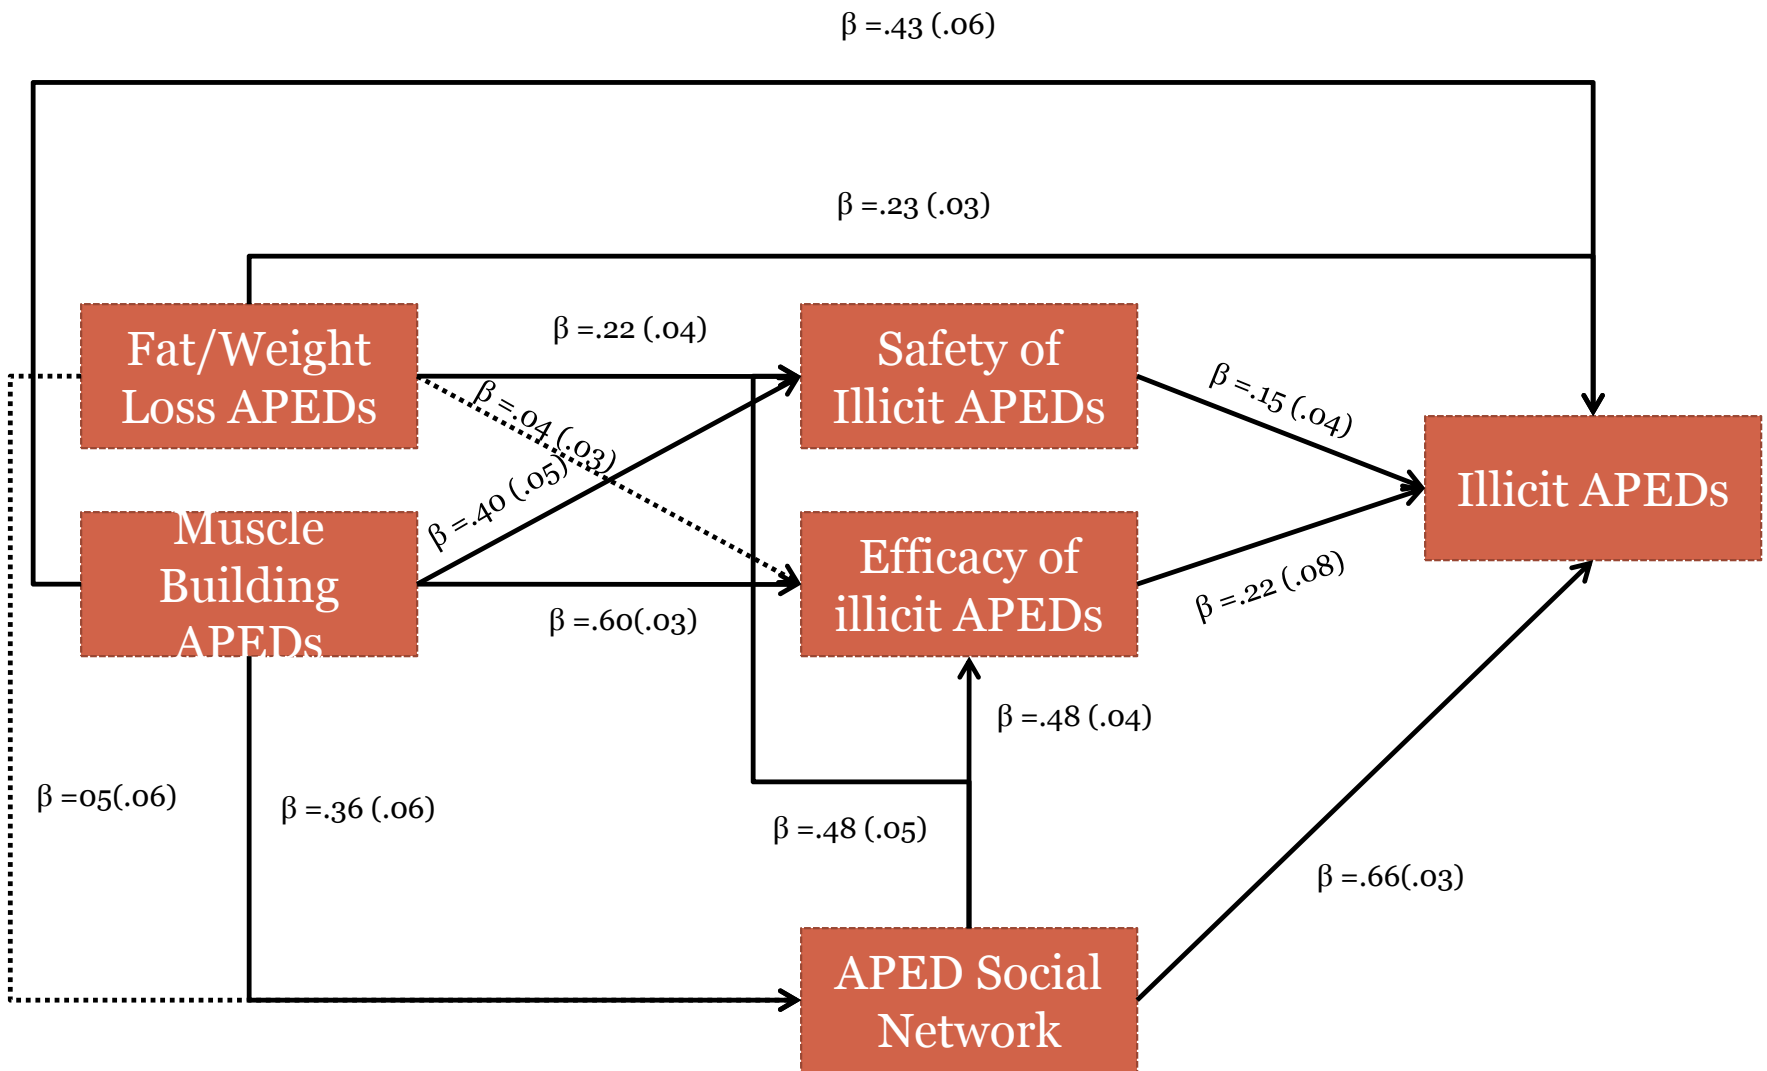 β =.43 (.06)
β =.23 (.03)
Fat/Weight
Loss APEDs
β =.22 (.04)
Safety of
Illicit APEDs
β =.15 (.04)
β =.04 (.03)
β =.40 (.05)
Illicit APEDs
Muscle
Building
APEDs
β =.60(.03)
Efficacy of
illicit APEDs
β =.22 (.08)
β =.48 (.04)
β =05(.06)
β =.36 (.06)
β =.48 (.05)
β =.66(.03)
APED Social
Network